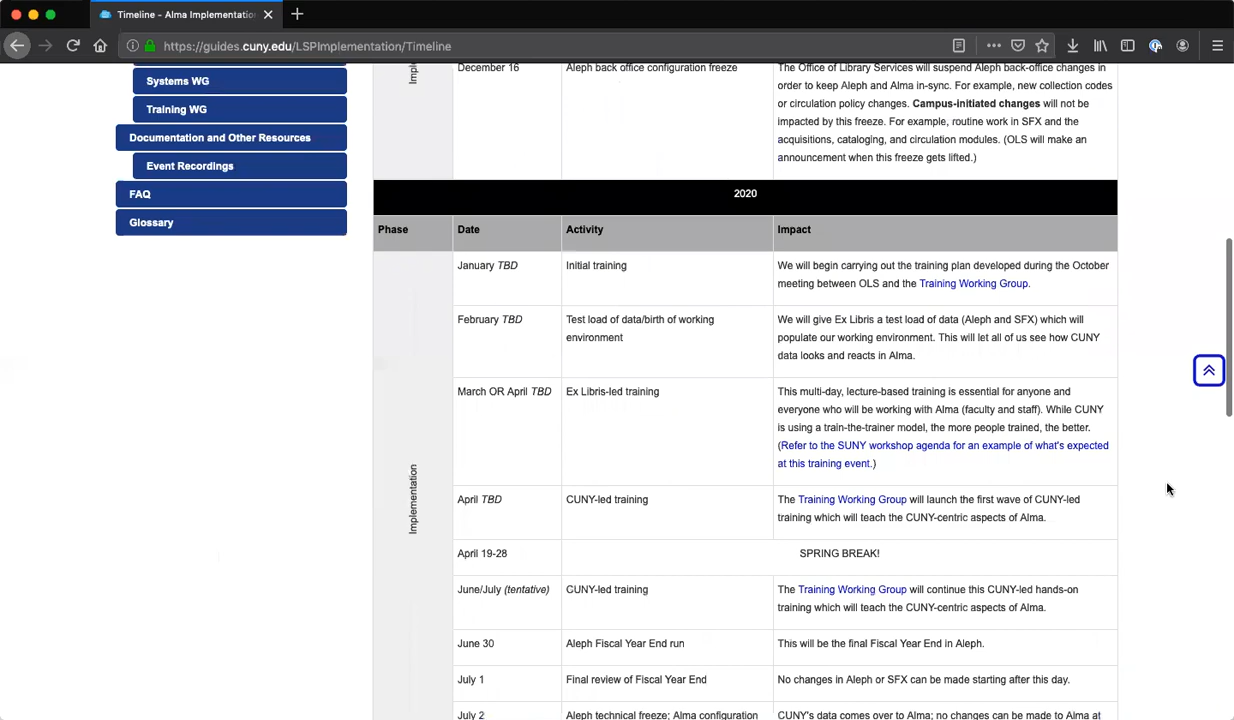 Timeline - Alma Implementation
https://guides.cuny.edu/LSPImplementation/Timeline
Systems WG
Training WG
Documentation and Other Resources
Event Recordings
FAQ
Glossary
December 16
Aleph back office configuration freeze
The Office of Library Services will suspend Aleph back-office changes in
order to keep Aleph and Alma in-sync. For example, new collection codes
or circulation policy changes. Campus-initiated changes will not be
impacted by this freeze. For example, routine work in SFX and the
acquisitions, cataloging, and circulation modules. (OLS will make an
announcement when this freeze gets lifted.)
2020
Phase Date Activity Impact
Implementation
January TBD
Initial training
We will begin carrying out the training plan developed during the October
meeting between OLS and the Training Working Group.
February TBD
Test load of data/birth of working
environment
We will give Ex Libris a test load of data (Aleph and SFX) which will
populate our working environment. This will let all of us see how CUNY
data looks and reacts in Alma.
March OR April TBD
Ex Libris-led training
This multi-day, lecture-based training is essential for anyone and
everyone who will be working with Alma (faculty and staff). While CUNY
is using a train-the-trainer model, the more people trained, the better.
(Refer to the SUNY workshop agenda for an example of what's expected
at this training event.)
April TBD
CUNY-led training
The Training Working Group will launch the first wave of CUNY-led
training which will teach the CUNY-centric aspects of Alma.
April 19-28
SPRING BREAK!
June/July (tentative)
CUNY-led training
The Training Working Group will continue this CUNY-led hands-on
training which will teach the CUNY-centric aspects of Alma.
June 30
Aleph Fiscal Year End run
This will be the final Fiscal Year End in Aleph.
July 1
Final review of Fiscal Year End
No changes in Aleph or SFX can be made starting after this day.
July 2
Aleph technical freeze; Alma configuration
CUNY's data comes over to Alma; no changes can be made to Alma at